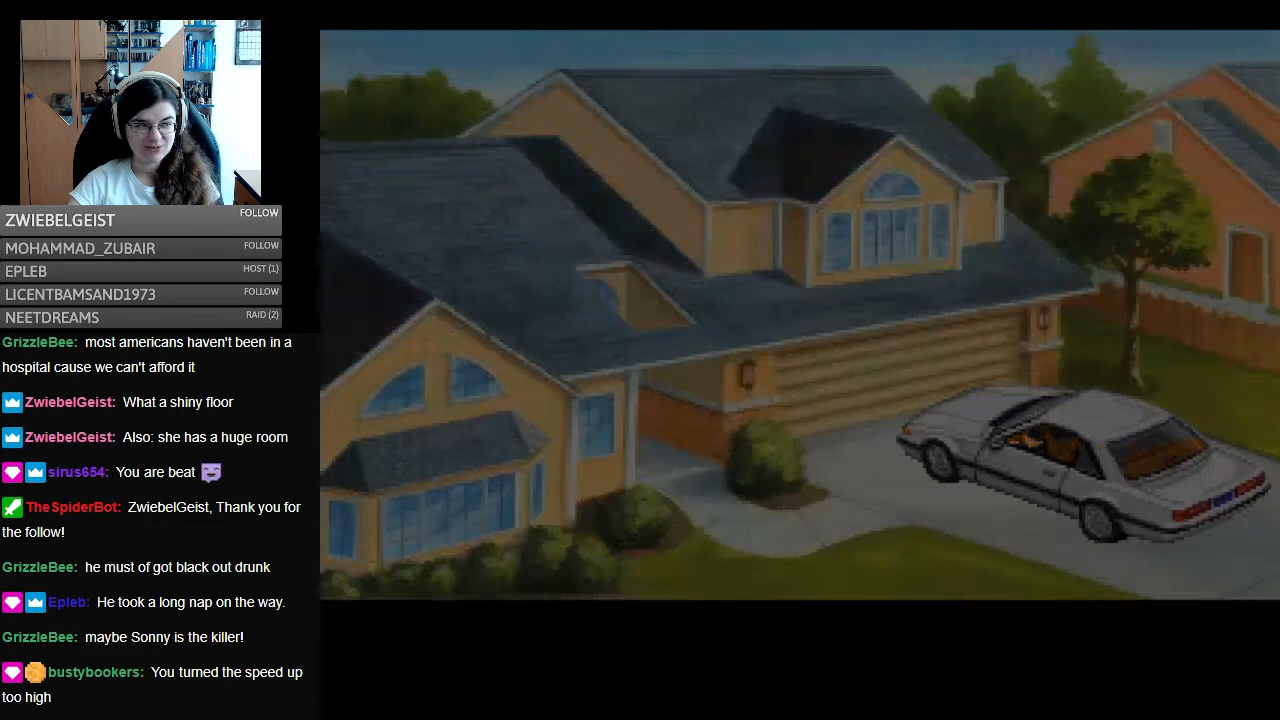 ZWIEBELGEIST FOLLOW
MOHAMMAD_ZUBAIR FOLLOW
EPLEB HOST (1)
LICENTBAMSAND1973 FOLLOW
NEETDREAMS RAID (2)
GrizzleBee: most americans haven't been in a
hospital cause we can't afford it
ZwiebelGeist: What a shiny floor
ZwiebelGeist: Also: she has a huge room
sirus654: You are beat
TheSpiderBot: ZwiebelGeist, Thank you for
the follow!
GrizzleBee: he must of got black out drunk
Epleb: He took a long nap on the way.
GrizzleBee: maybe Sonny is the killer!
bustybookers: You turned the speed up
too high